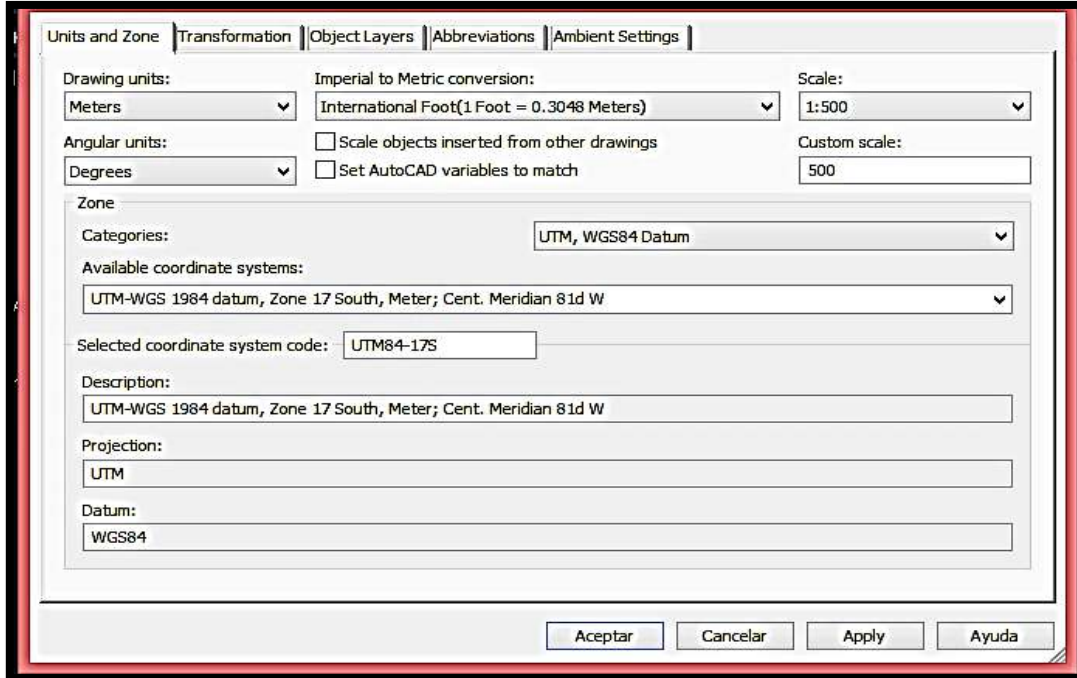 Units and Zone Transformation Object Layers Abbreviations Ambient Settings
Drawing units: Imperial to Metric conversion: Scale:
Meters International Foot(1 Foot = 0.3048 Meters) 1:500
Angular units: Scale objects inserted from other drawings Custom scale:
Degrees Set AutoCAD variables to match 500
Zone
Categories: UTM, WGS84 Datum
Available coordinate systems:
UTM-WGS 1984 datum, Zone 17 South, Meter; Cent. Meridian 81d W
Selected coordinate system code: UTM84-17S
Description:
UTM-WGS 1984 datum, Zone 17 South, Meter; Cent. Meridian 81d W
Projection:
UTM
Datum:
WGS84
Aceptar Cancelar Apply Ayuda